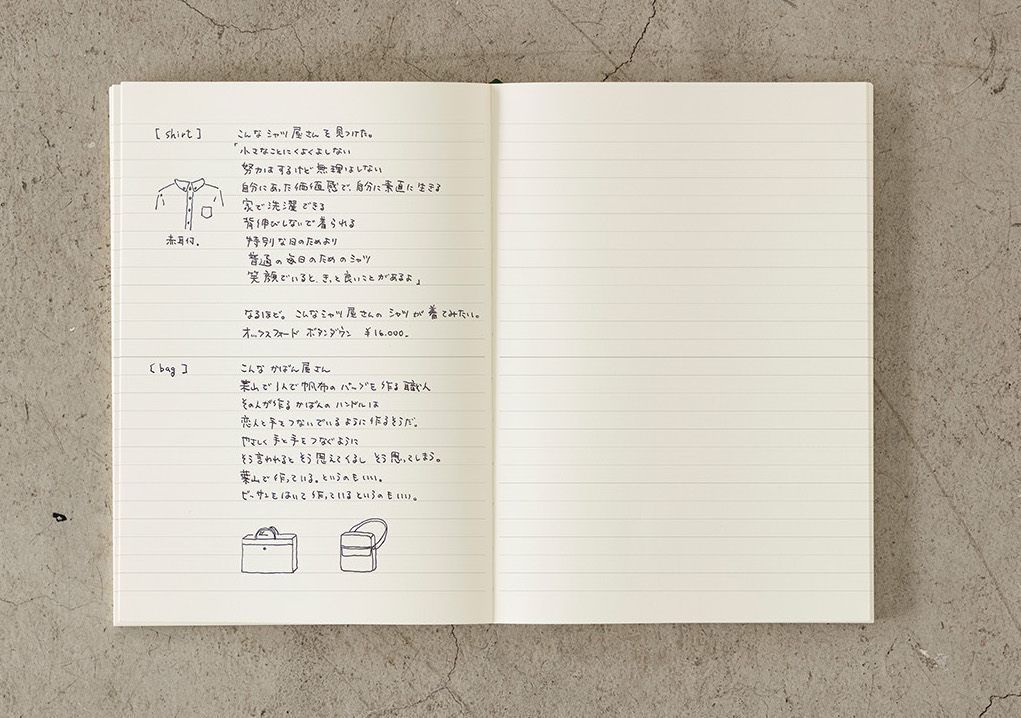 [ shirt ]
こんな シャツ 屋さん を 見つけた。
「小さなことにくよくよしない
努力は するけど 無理はしない
自分にあった価値感で、自分に素直に生きる
家で 洗濯 できる
背伸びしないで着られる
特別な日のためより
普通の毎日のためのシャツ
笑顔でいると、きっと良いことがあるよ」
赤耳付。
なるほど。こんなシャツ屋さんの シャツが 着てみたい。
オックスフォード ボタンダウン ¥16.000.
[ bag ]
こんな かばん屋さん
葉山で1人で帆布の バッグを 作る 職人
その人が作る かばんの ハンドルは
恋人と手をつないでいるように作るそうだ。
やさしく 手と手をつなぐように
そう言われると そう思えてくるし そう思ってしまう。
葉山で 作っている。というのもいい。
ビーサンをはいて 作っているというのもいい。